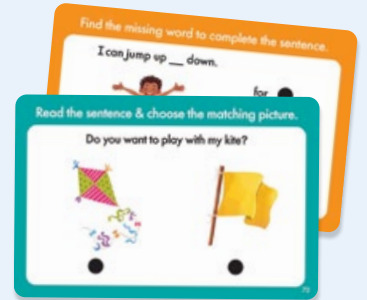 Find the missing word to complete the sentence.
I can jump up __ down.
for
Read the sentence & choose the matching picture.
Do you want to play with my kite?
70